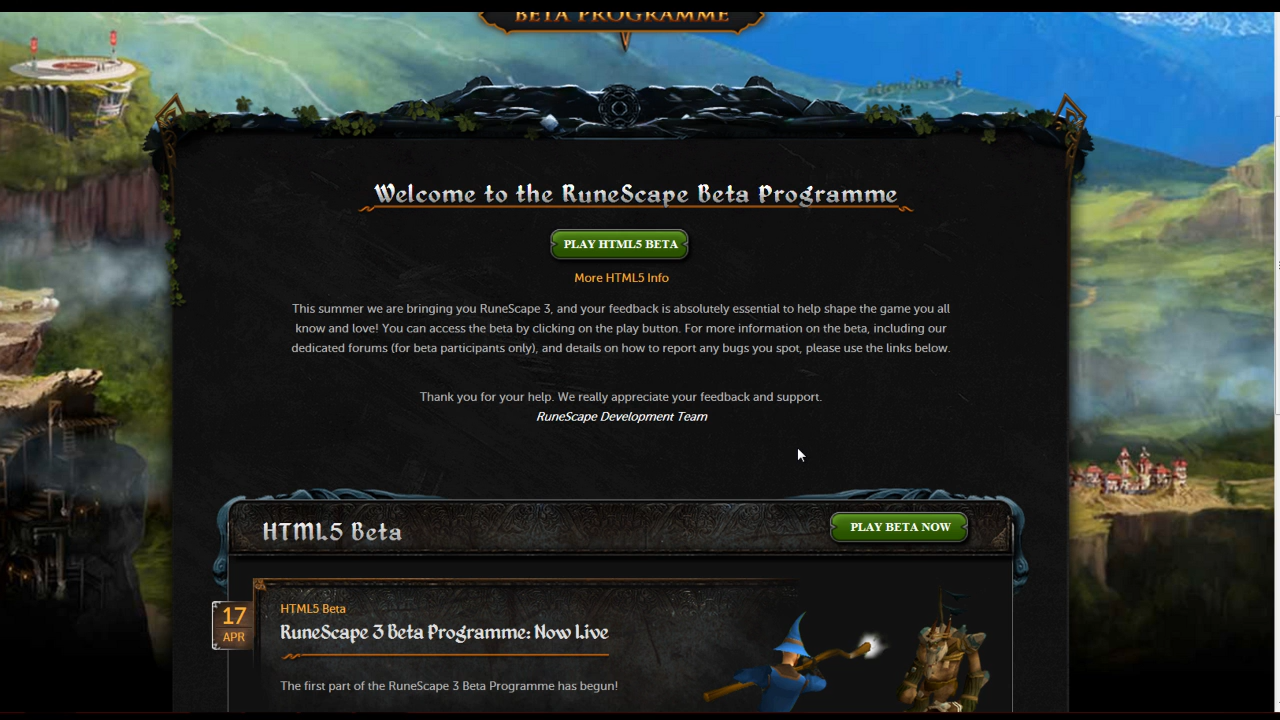 BETA PROGRAMME
Welcome to the RuneScape Beta Programme
PLAY HTML5 BETA
More HTML5 Info
This summer we are bringing you RuneScape 3, and your feedback is absolutely essential to help shape the game you all
know and love! You can access the beta by clicking on the play button. For more information on the beta, including our
dedicated forums (for beta participants only), and details on how to report any bugs you spot, please use the links below.
Thank you for your help. We really appreciate your feedback and support.
RuneScape Development Team
HTML5 Beta
PLAY BETA NOW
17
APR
HTML5 Beta
RuneScape 3 Beta Programme: Now Live
The first part of the RuneScape 3 Beta Programme has begun!